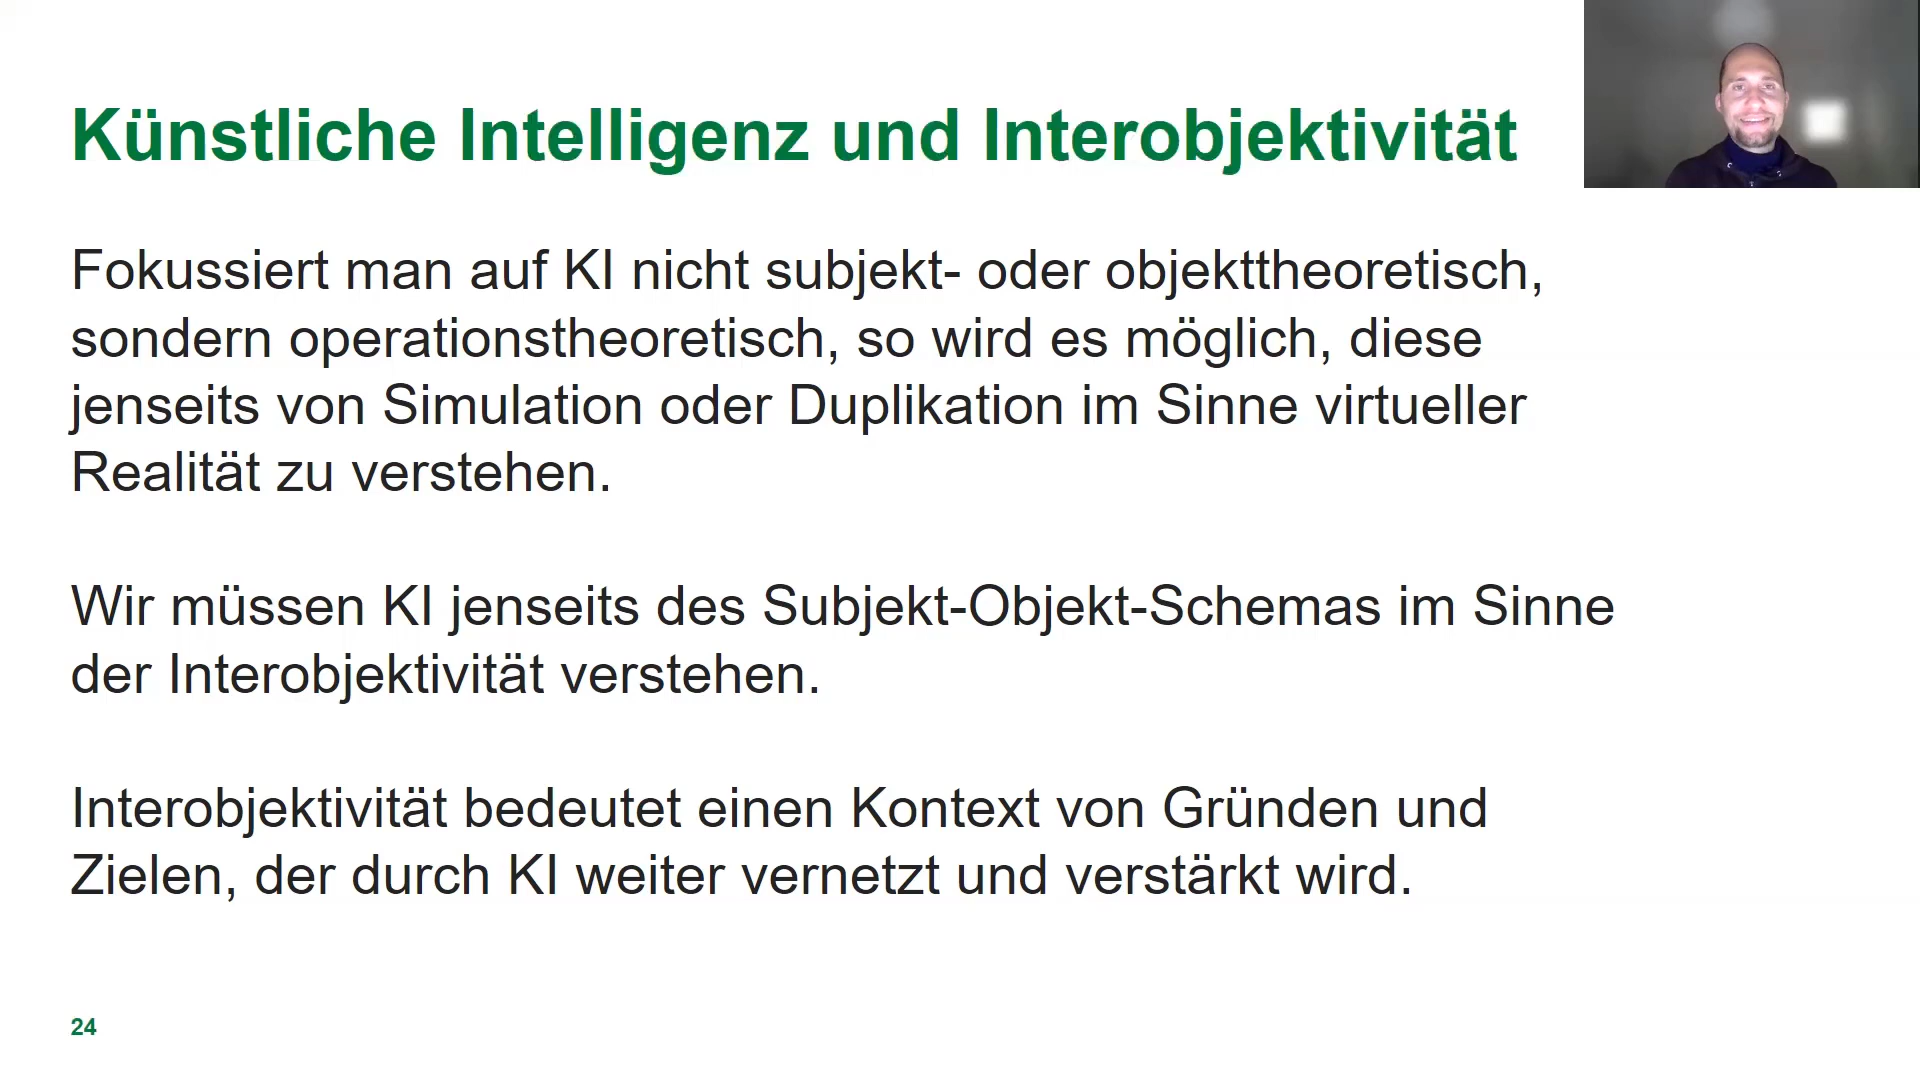 Künstliche Intelligenz und Interobjektivität
Fokussiert man auf KI nicht subjekt- oder objekttheoretisch,
sondern operationstheoretisch, so wird es möglich, diese
jenseits von Simulation oder Duplikation im Sinne virtueller
Realität zu verstehen.
Wir müssen KI jenseits des Subjekt-Objekt-Schemas im Sinne
der Interobjektivität verstehen.
Interobjektivität bedeutet einen Kontext von Gründen und
Zielen, der durch KI weiter vernetzt und verstärkt wird.
24